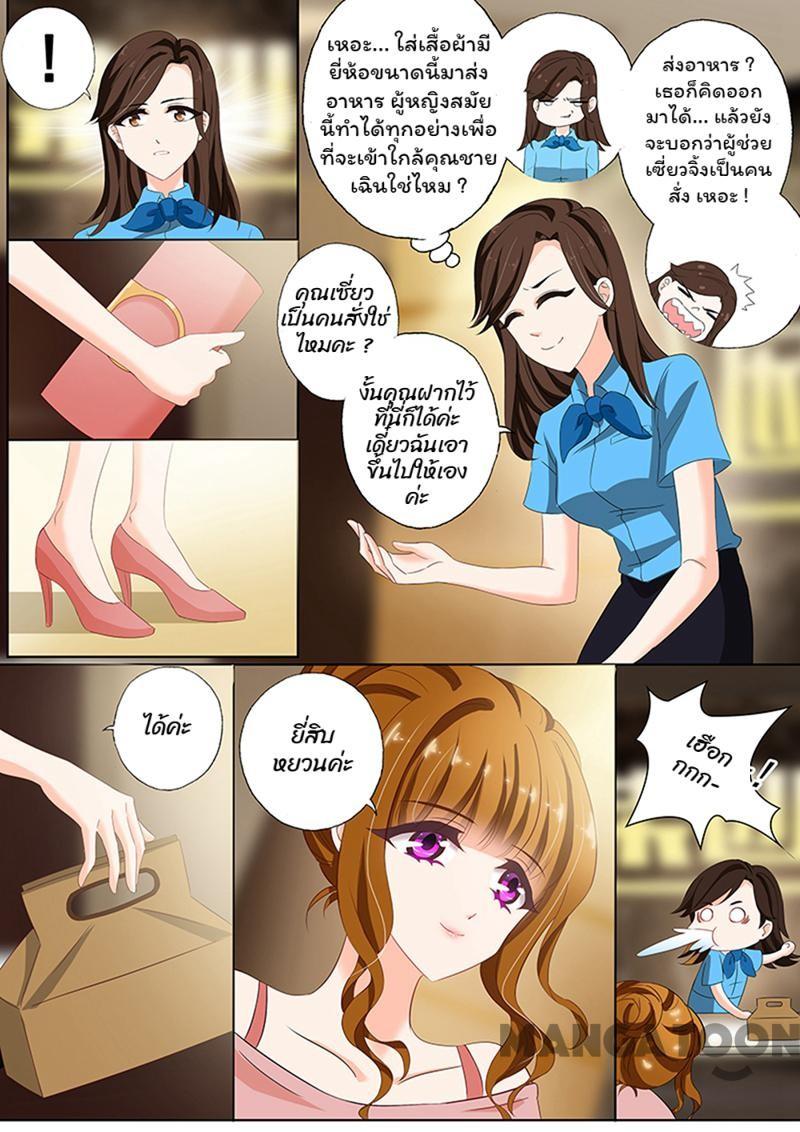 !
เหอะ... ใส่เสื้อผ้ามี
ยี่ห้อขนาดนี้มาส่ง
อาหาร ผู้หญิงสมัย
นี้ทำได้ทุกอย่างเพื่อ
ที่จะเข้าใกล้คุณชาย
เฉินใช่ไหม ?
ส่งอาหาร ?
เธอก็คิดออก
มาได้... แล้วยัง
จะบอกว่าผู้ช่วย
เซี่ยวจิ้งเป็นคน
สั่ง เหอะ !
คุณเซี่ยว
เป็นคนสั่งใช่
ไหมคะ ?
งั้นคุณฝากไว้
ที่นี่ก็ได้ค่ะ
เดี๋ยวฉันเอา
ขึ้นไปให้เอง
ค่ะ
ได้ค่ะ
ยี่สิบ
หยวนค่ะ
เฮือก
กกก-
!
MANGATOON